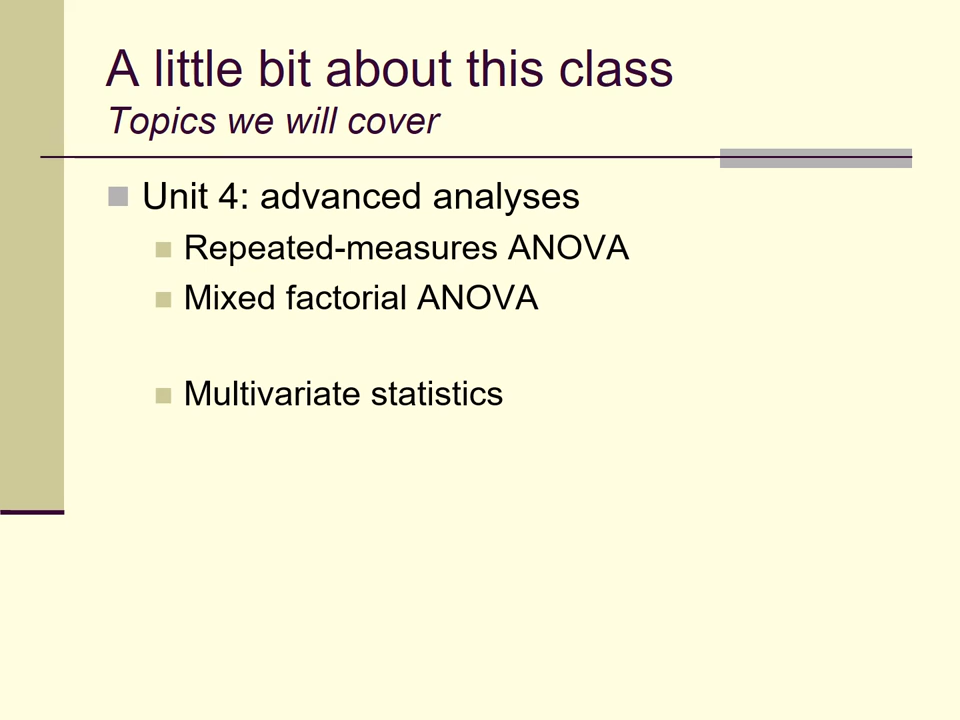 A little bit about this class
Topics we will cover
Unit 4: advanced analyses
Repeated-measures ANOVA
Mixed factorial ANOVA
Multivariate statistics